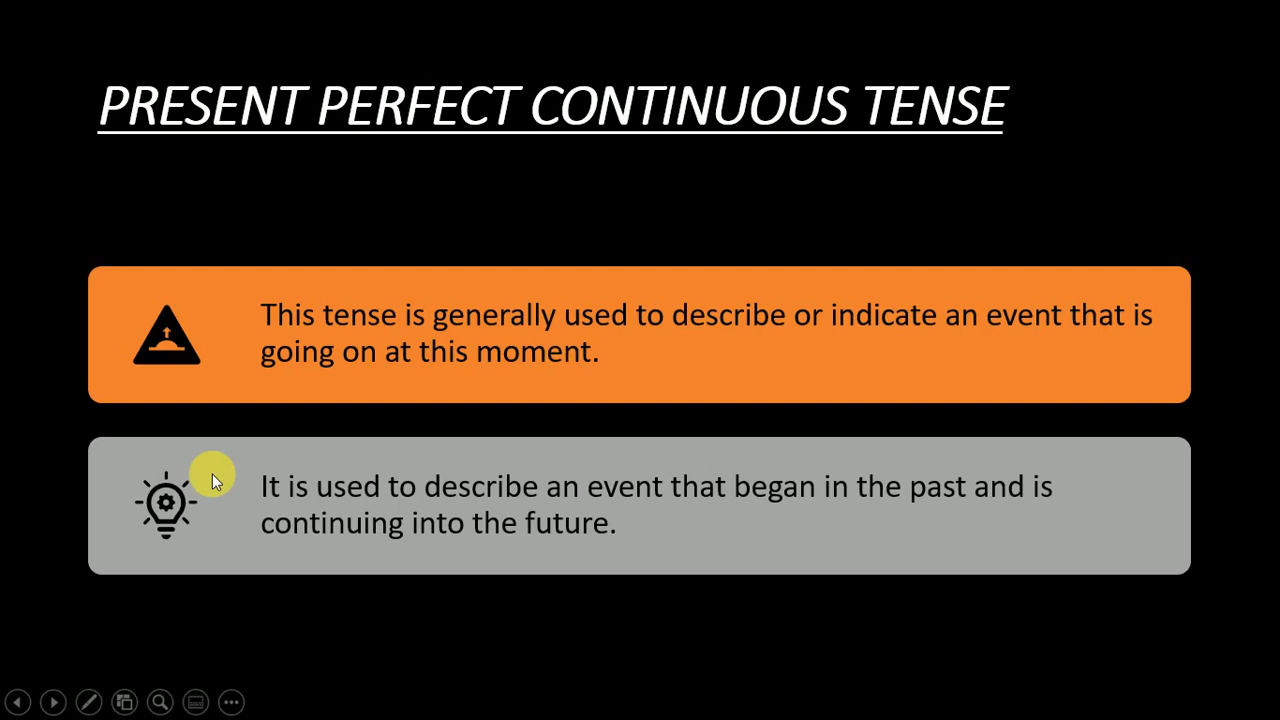 PRESENT PERFECT CONTINUOUS TENSE
This tense is generally used to describe or indicate an event that is
going on at this moment.
It is used to describe an event that began in the past and is
continuing into the future.